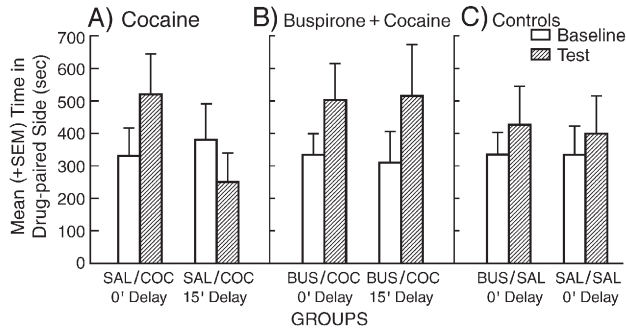 A) Cocaine
B) Buspirone + Cocaine
C) Controls
Baseline
Test
Mean (+SEM) Time in
Drug-paired Side (sec)
700
600
500
400
300
200
100
0
SAL/COC SAL/COC BUS/COC BUS/COC BUS/SAL SAL/SAL
0' Delay 15' Delay 0' Delay 15' Delay 0' Delay 0' Delay
GROUPS